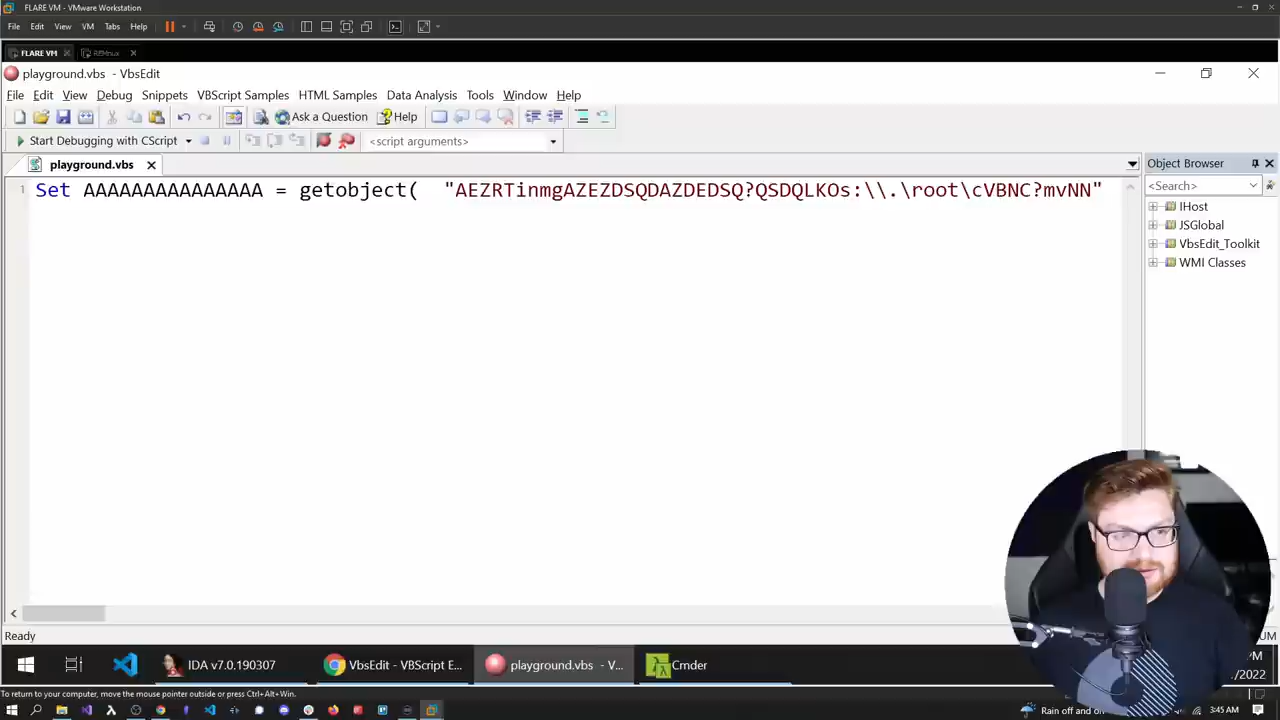 FLARE VM - VMware Workstation
File Edit View VM Tabs Help
FLARE VM REMnux
playground.vbs - VbsEdit
File Edit View Debug Snippets VBScript Samples HTML Samples Data Analysis Tools Window Help
Ask a Question Help
Start Debugging with CScript <script arguments>
playground.vbs Object Browser
1 Set AAAAAAAAAAAAAAA = getobject( "AEZRTinmgAZEZDSQDAZDEDSQ?QSDQLKOs:\\.\root\cVBNC?mvNN"
<Search>
IHost
JSGlobal
VbsEdit_Toolkit
WMI Classes
Ready
IDA v7.0.190307 VbsEdit - VBScript E... playground.vbs - V... Cmder
/2022
To return to your computer, move the mouse pointer outside or press Ctrl+Alt+Win.
Rain off and on 3:45 AM